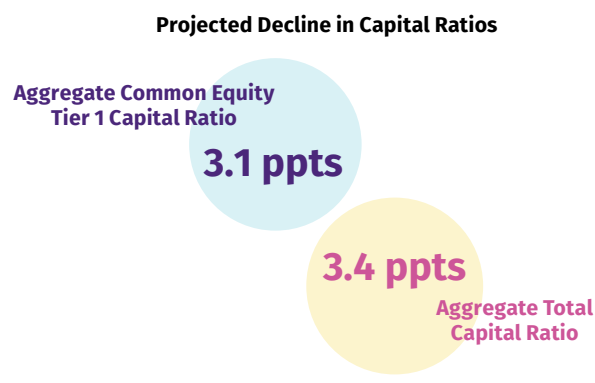 Projected Decline in Capital Ratios
Aggregate Common Equity
Tier 1 Capital Ratio
3.1 ppts
3.4 ppts
Aggregate Total
Capital Ratio